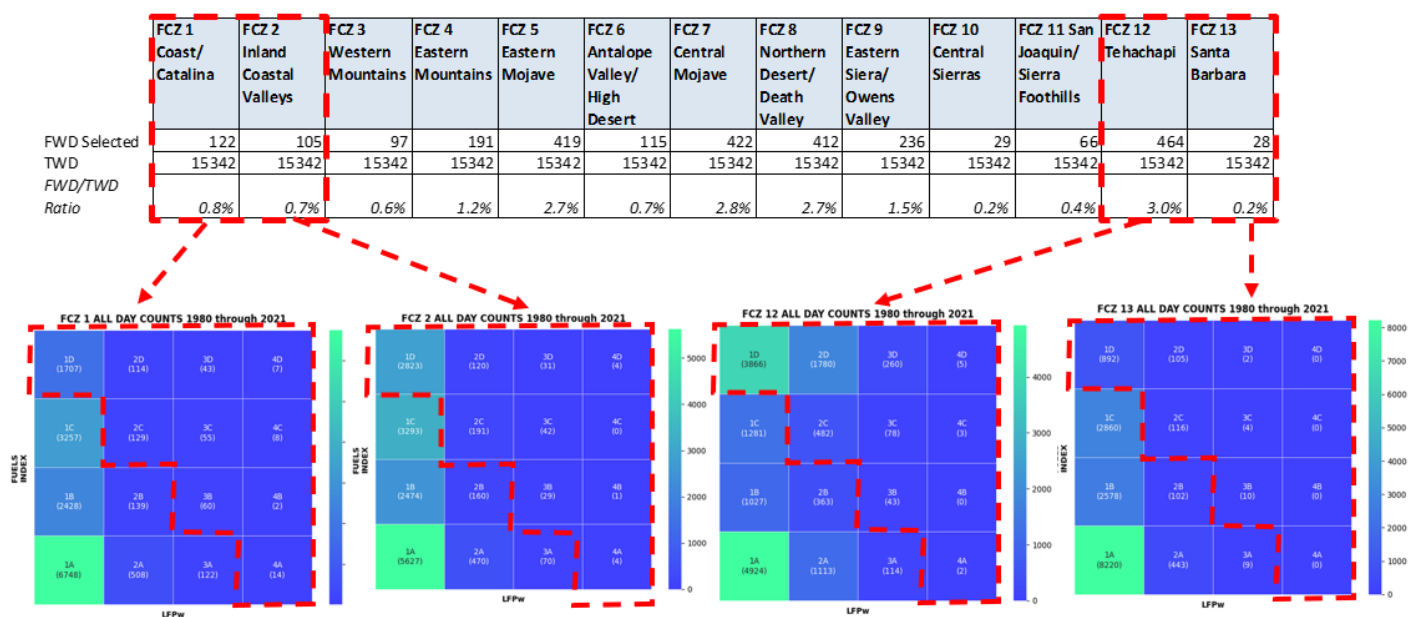 FCZ 1 Coast/ Catalina
FCZ 2 Inland Coastal Valleys
FCZ 3 Western Mountains
FCZ 4 Eastern Mountains
FCZ 5 Eastern Mojave
FCZ 6 Antalope Valley/ High Desert
FCZ 7 Central Mojave
FCZ 8 Northern Desert/ Death Valley
FCZ 9 Eastern Siera/ Owens Valley
FCZ 10 Central Sierras
FCZ 11 San Joaquin/ Sierra Foothills
FCZ 12 Tehachapi
FCZ 13 Santa Barbara
FWD Selected 122 105 97 191 419 115 422 412 236 29 66 464 28
TWD 15342 15342 15342 15342 15342 15342 15342 15342 15342 15342 15342 15342 15342
FWD/TWD
Ratio 0.8% 0.7% 0.6% 1.2% 2.7% 0.7% 2.8% 2.7% 1.5% 0.2% 0.4% 3.0% 0.2%
FCZ 1 ALL DAY COUNTS 1980 through 2021
1D 2D 3D 4D
(1707) (114) (43) (7)
1C 2C 3C 4C
(3257) (129) (55) (8)
1B 2B 3B 4B
(2428) (139) (60) (2)
1A 2A 3A 4A
(6748) (508) (122) (14)
FUELS
INDEX
LFPw
FCZ 2 ALL DAY COUNTS 1980 through 2021
1D 2D 3D 4D
(2823) (120) (31) (4)
1C 2C 3C 4C
(3293) (191) (42) (0)
1B 2B 3B 4B
(2474) (160) (29) (1)
1A 2A 3A 4A
(5627) (470) (70) (4)
FUELS
INDEX
LFPw
5000
4000
3000
2000
1000
0
FCZ 12 ALL DAY COUNTS 1980 through 2021
1D 2D 3D 4D
(3866) (1780) (260) (5)
1C 2C 3C 4C
(1281) (482) (78) (3)
1B 2B 3B 4B
(1027) (363) (43) (0)
1A 2A 3A 4A
(4924) (1113) (114) (2)
FUELS
INDEX
LFPw
4000
3000
2000
1000
0
FCZ 13 ALL DAY COUNTS 1980 through 2021
1D 2D 3D 4D
(892) (105) (2) (0)
1C 2C 3C 4C
(2860) (116) (4) (0)
1B 2B 3B 4B
(2578) (102) (10) (0)
1A 2A 3A 4A
(8220) (443) (9) (0)
INDEX
LFPw
8000
7000
6000
5000
4000
3000
2000
1000
0